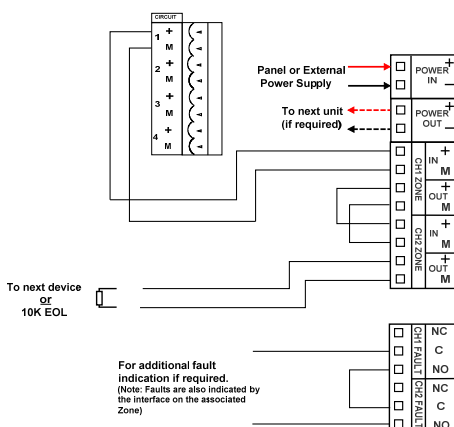 CIRCUIT
1 +
M
2 +
M
3 +
M
4 +
M
Panel or External
Power Supply
To next unit
(if required)
POWER +
IN –
POWER +
OUT –
CH1 ZONE
IN +
M
OUT +
M
CH2 ZONE
IN +
M
OUT +
M
To next device
or
10K EOL
For additional fault
indication if required.
(Note: Faults are also indicated by
the interface on the associated
Zone)
CH1 FAULT
NC
C
NO
CH2 FAULT
NC
C
NO